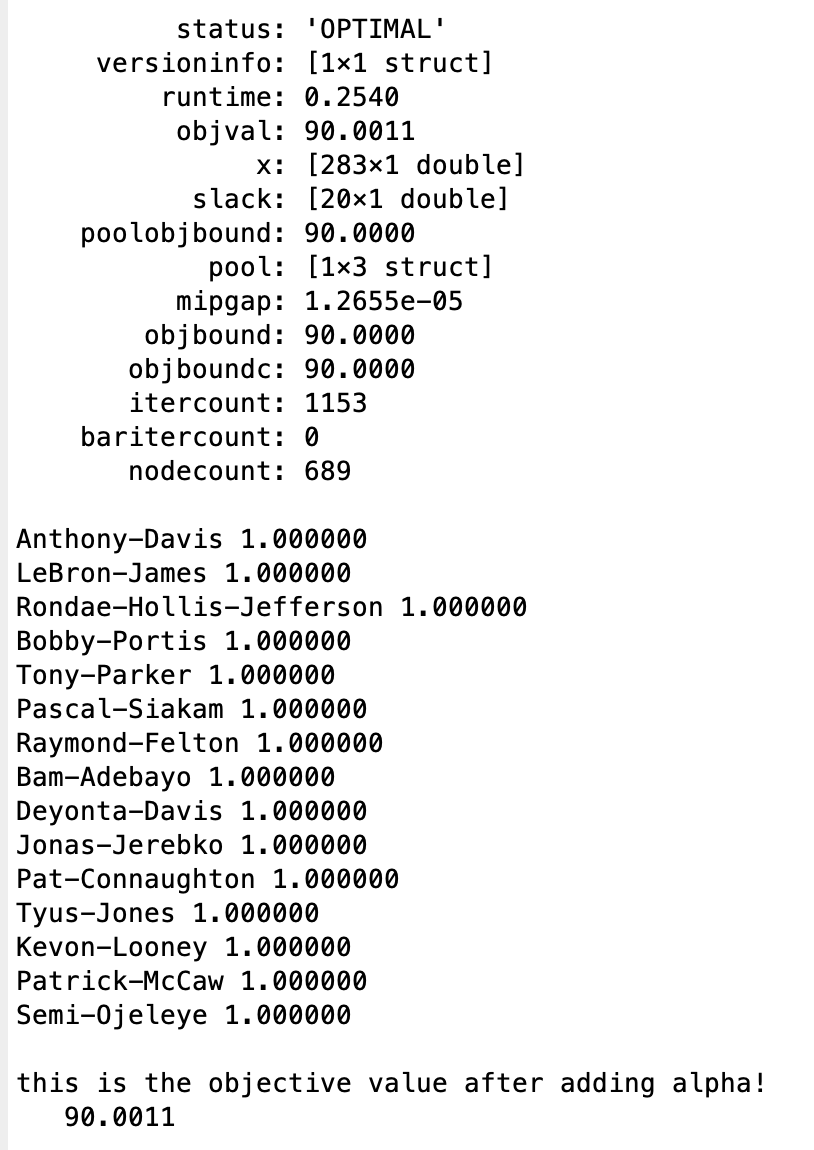 status: 'OPTIMAL'
versioninfo: [1×1 struct]
runtime: 0.2540
objval: 90.0011
x: [283×1 double]
slack: [20×1 double]
poolobjbound: 90.0000
pool: [1×3 struct]
mipgap: 1.2655e-05
objbound: 90.0000
objboundc: 90.0000
itercount: 1153
baritercount: 0
nodecount: 689
Anthony-Davis 1.000000
LeBron-James 1.000000
Rondae-Hollis-Jefferson 1.000000
Bobby-Portis 1.000000
Tony-Parker 1.000000
Pascal-Siakam 1.000000
Raymond-Felton 1.000000
Bam-Adebayo 1.000000
Deyonta-Davis 1.000000
Jonas-Jerebko 1.000000
Pat-Connaughton 1.000000
Tyus-Jones 1.000000
Kevon-Looney 1.000000
Patrick-McCaw 1.000000
Semi-Ojeleye 1.000000
this is the objective value after adding alpha!
90.0011